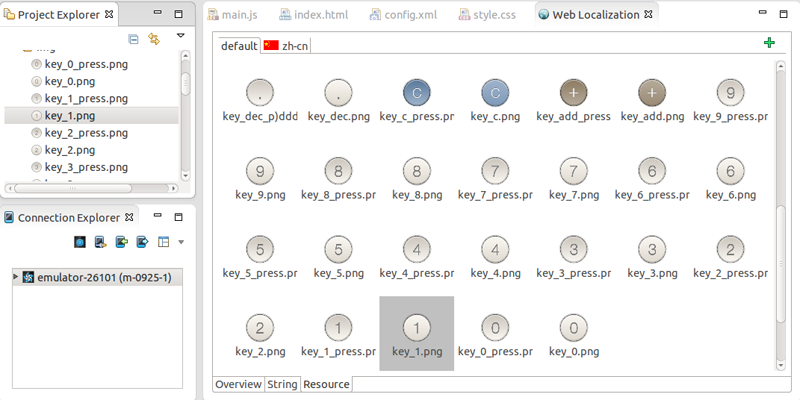 Project Explorer
key_0_press.png
key_0.png
key_1_press.png
key_1.png
key_2_press.png
key_2.png
key_3_press.png
Connection Explorer
emulator-26101 (m-0925-1)
main.js index.html config.xml style.css Web Localization
default zh-cn
. . C C + + 9
key_dec_p)ddd key_dec.png key_c_press.pr key_c.png key_add_press key_add.png key_9_press.pr
9 8 8 7 7 6 6
key_9.png key_8_press.pr key_8.png key_7_press.pr key_7.png key_6_press.pr key_6.png
5 5 4 4 3 3 2
key_5_press.pr key_5.png key_4_press.pr key_4.png key_3_press.pr key_3.png key_2_press.pr
2 1 1 0 0
key_2.png key_1_press.pr key_1.png key_0_press.pr key_0.png
Overview String Resource